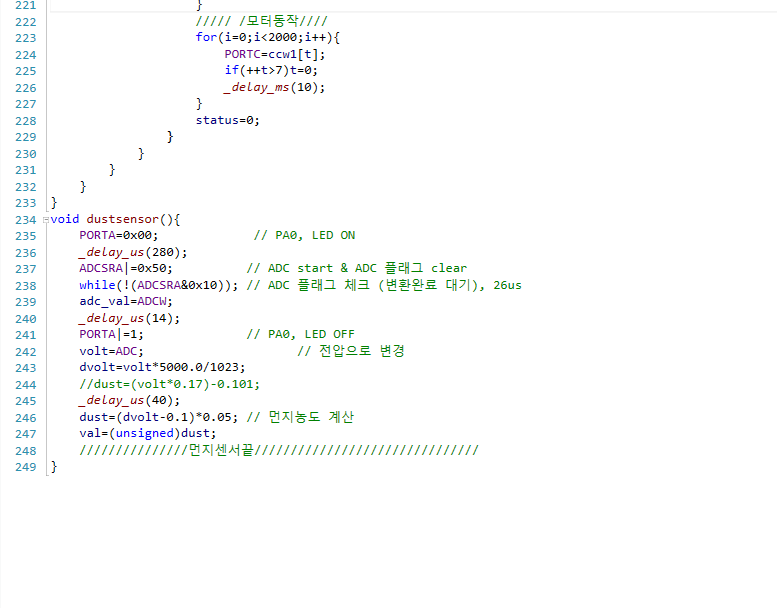 221                     }
222                     ///// /모터동작////
223                     for(i=0;i<2000;i++){
224                         PORTC=ccw1[t];
225                         if(++t>7)t=0;
226                         _delay_ms(10);
227                     }
228                     status=0;
229                 }
230             }
231         }
232     }
233 }
234 void dustsensor(){
235     PORTA=0x00;             // PA0, LED ON
236     _delay_us(280);
237     ADCSRA|=0x50;          // ADC start & ADC 플래그 clear
238     while(!(ADCSRA&0x10)); // ADC 플래그 체크 (변환완료 대기), 26us
239     adc_val=ADCW;
240     _delay_us(14);
241     PORTA|=1;              // PA0, LED OFF
242     volt=ADC;                     // 전압으로 변경
243     dvolt=volt*5000.0/1023;
244     //dust=(volt*0.17)-0.101;
245     _delay_us(40);
246     dust=(dvolt-0.1)*0.05; // 먼지농도 계산
247     val=(unsigned)dust;
248     ///////////////먼지센서끝///////////////////////////////
249 }